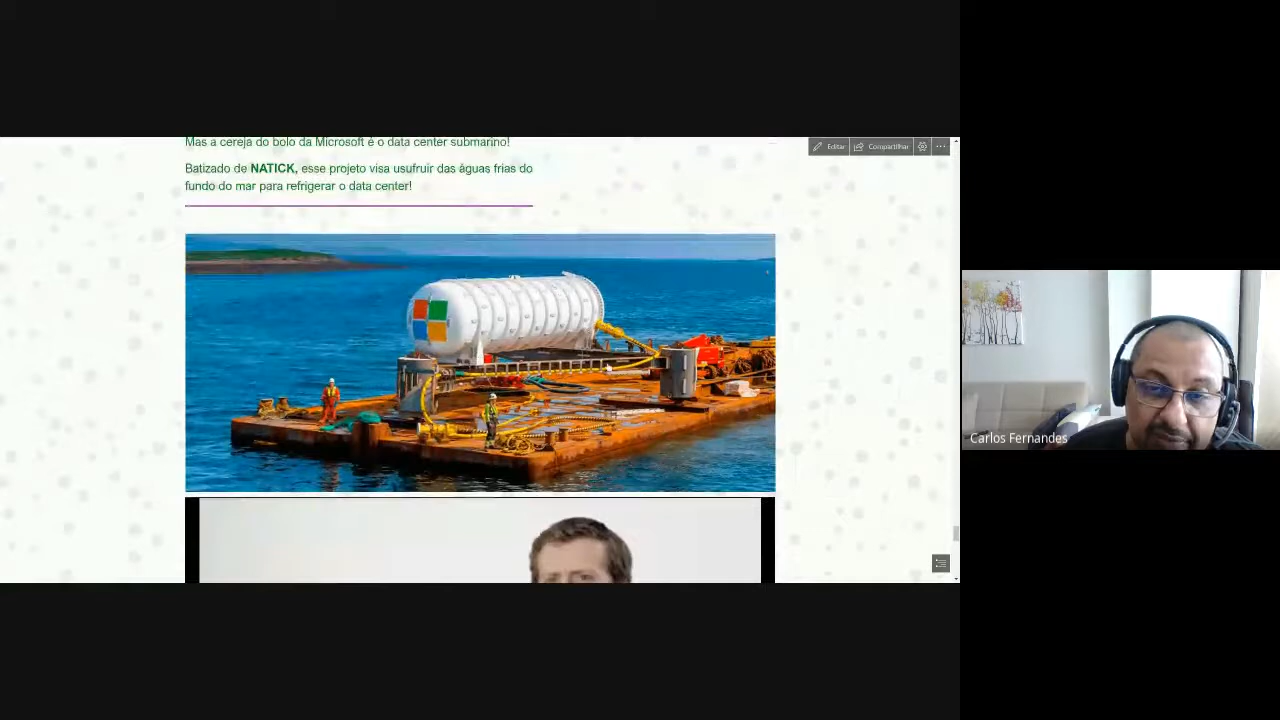 Mas a cereja do bolo da Microsoft é o data center submarino!
Editar
Compartilhar
Batizado de NATICK, esse projeto visa usufruir das águas frias do
fundo do mar para refrigerar o data center!
Carlos Fernandes